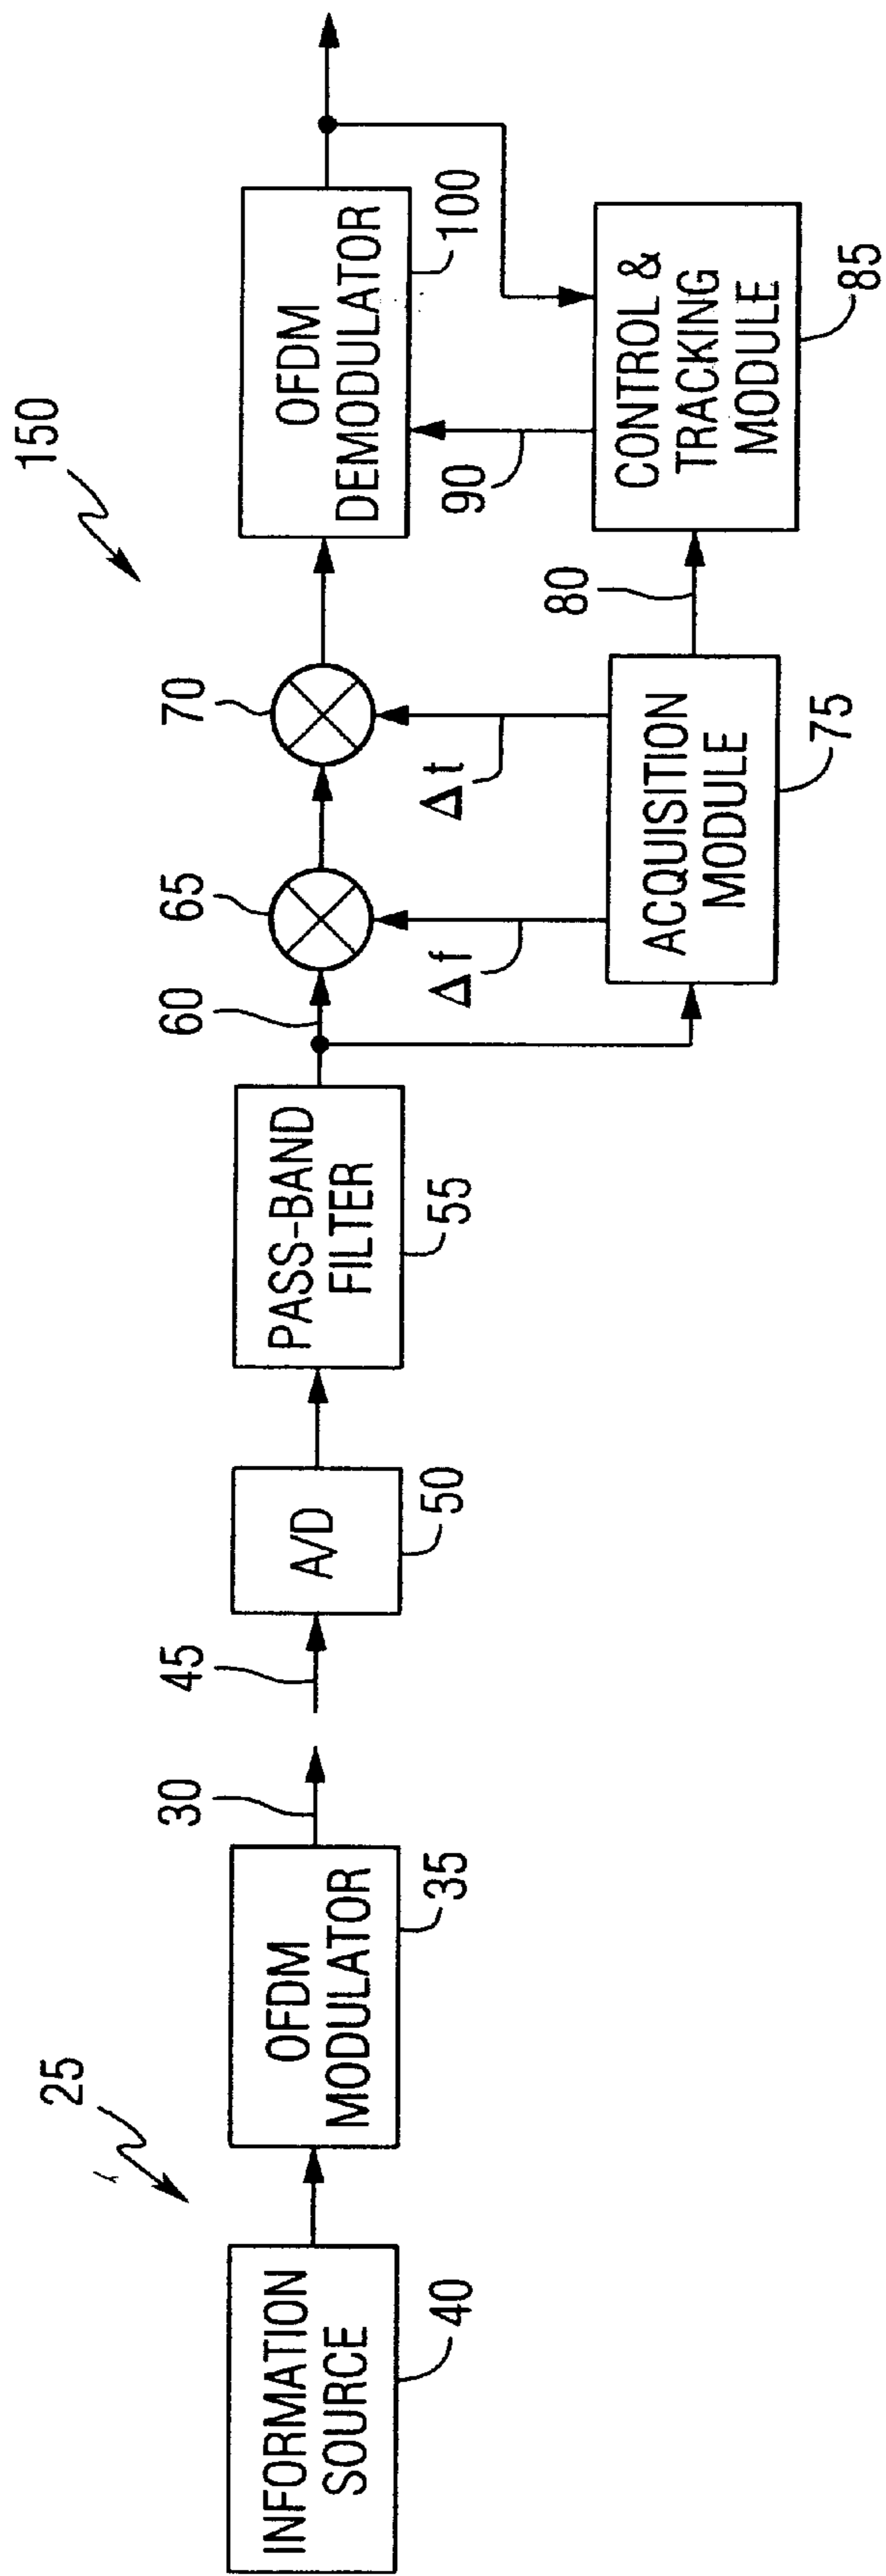 25
INFORMATION
SOURCE
40
OFDM
MODULATOR
35
30
45
A/D
50
PASS-BAND
FILTER
55
60
65
70
Δf
Δt
ACQUISITION
MODULE
75
80
150
OFDM
DEMODULATOR
100
90
CONTROL &
TRACKING
MODULE
85